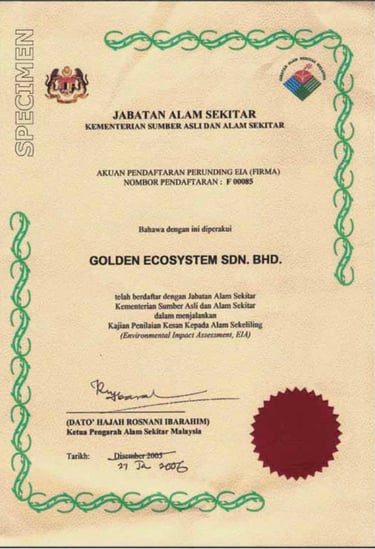 SPECIMEN
JABATAN ALAM SEKITAR
KEMENTERIAN SUMBER ASLI DAN ALAM SEKITAR
AKUAN PENDAFTARAN PERUNDING EIA (FIRMA)
NOMBOR PENDAFTARAN : F 00085
Bahawa dengan ini diperakui
GOLDEN ECOSYSTEM SDN. BHD.
telah berdaftar dengan Jabatan Alam Sekitar
Kementerian Sumber Asli dan Alam Sekitar
dalam menjalankan
Kajian Penilaian Kesan Kepada Alam Sekeliling
(Environmental Impact Assessment, EIA)
(DATO' HAJAH ROSNANI IBARAHIM)
Ketua Pengarah Alam Sekitar Malaysia
Tarikh: Disember 2005
27 Ja 2006